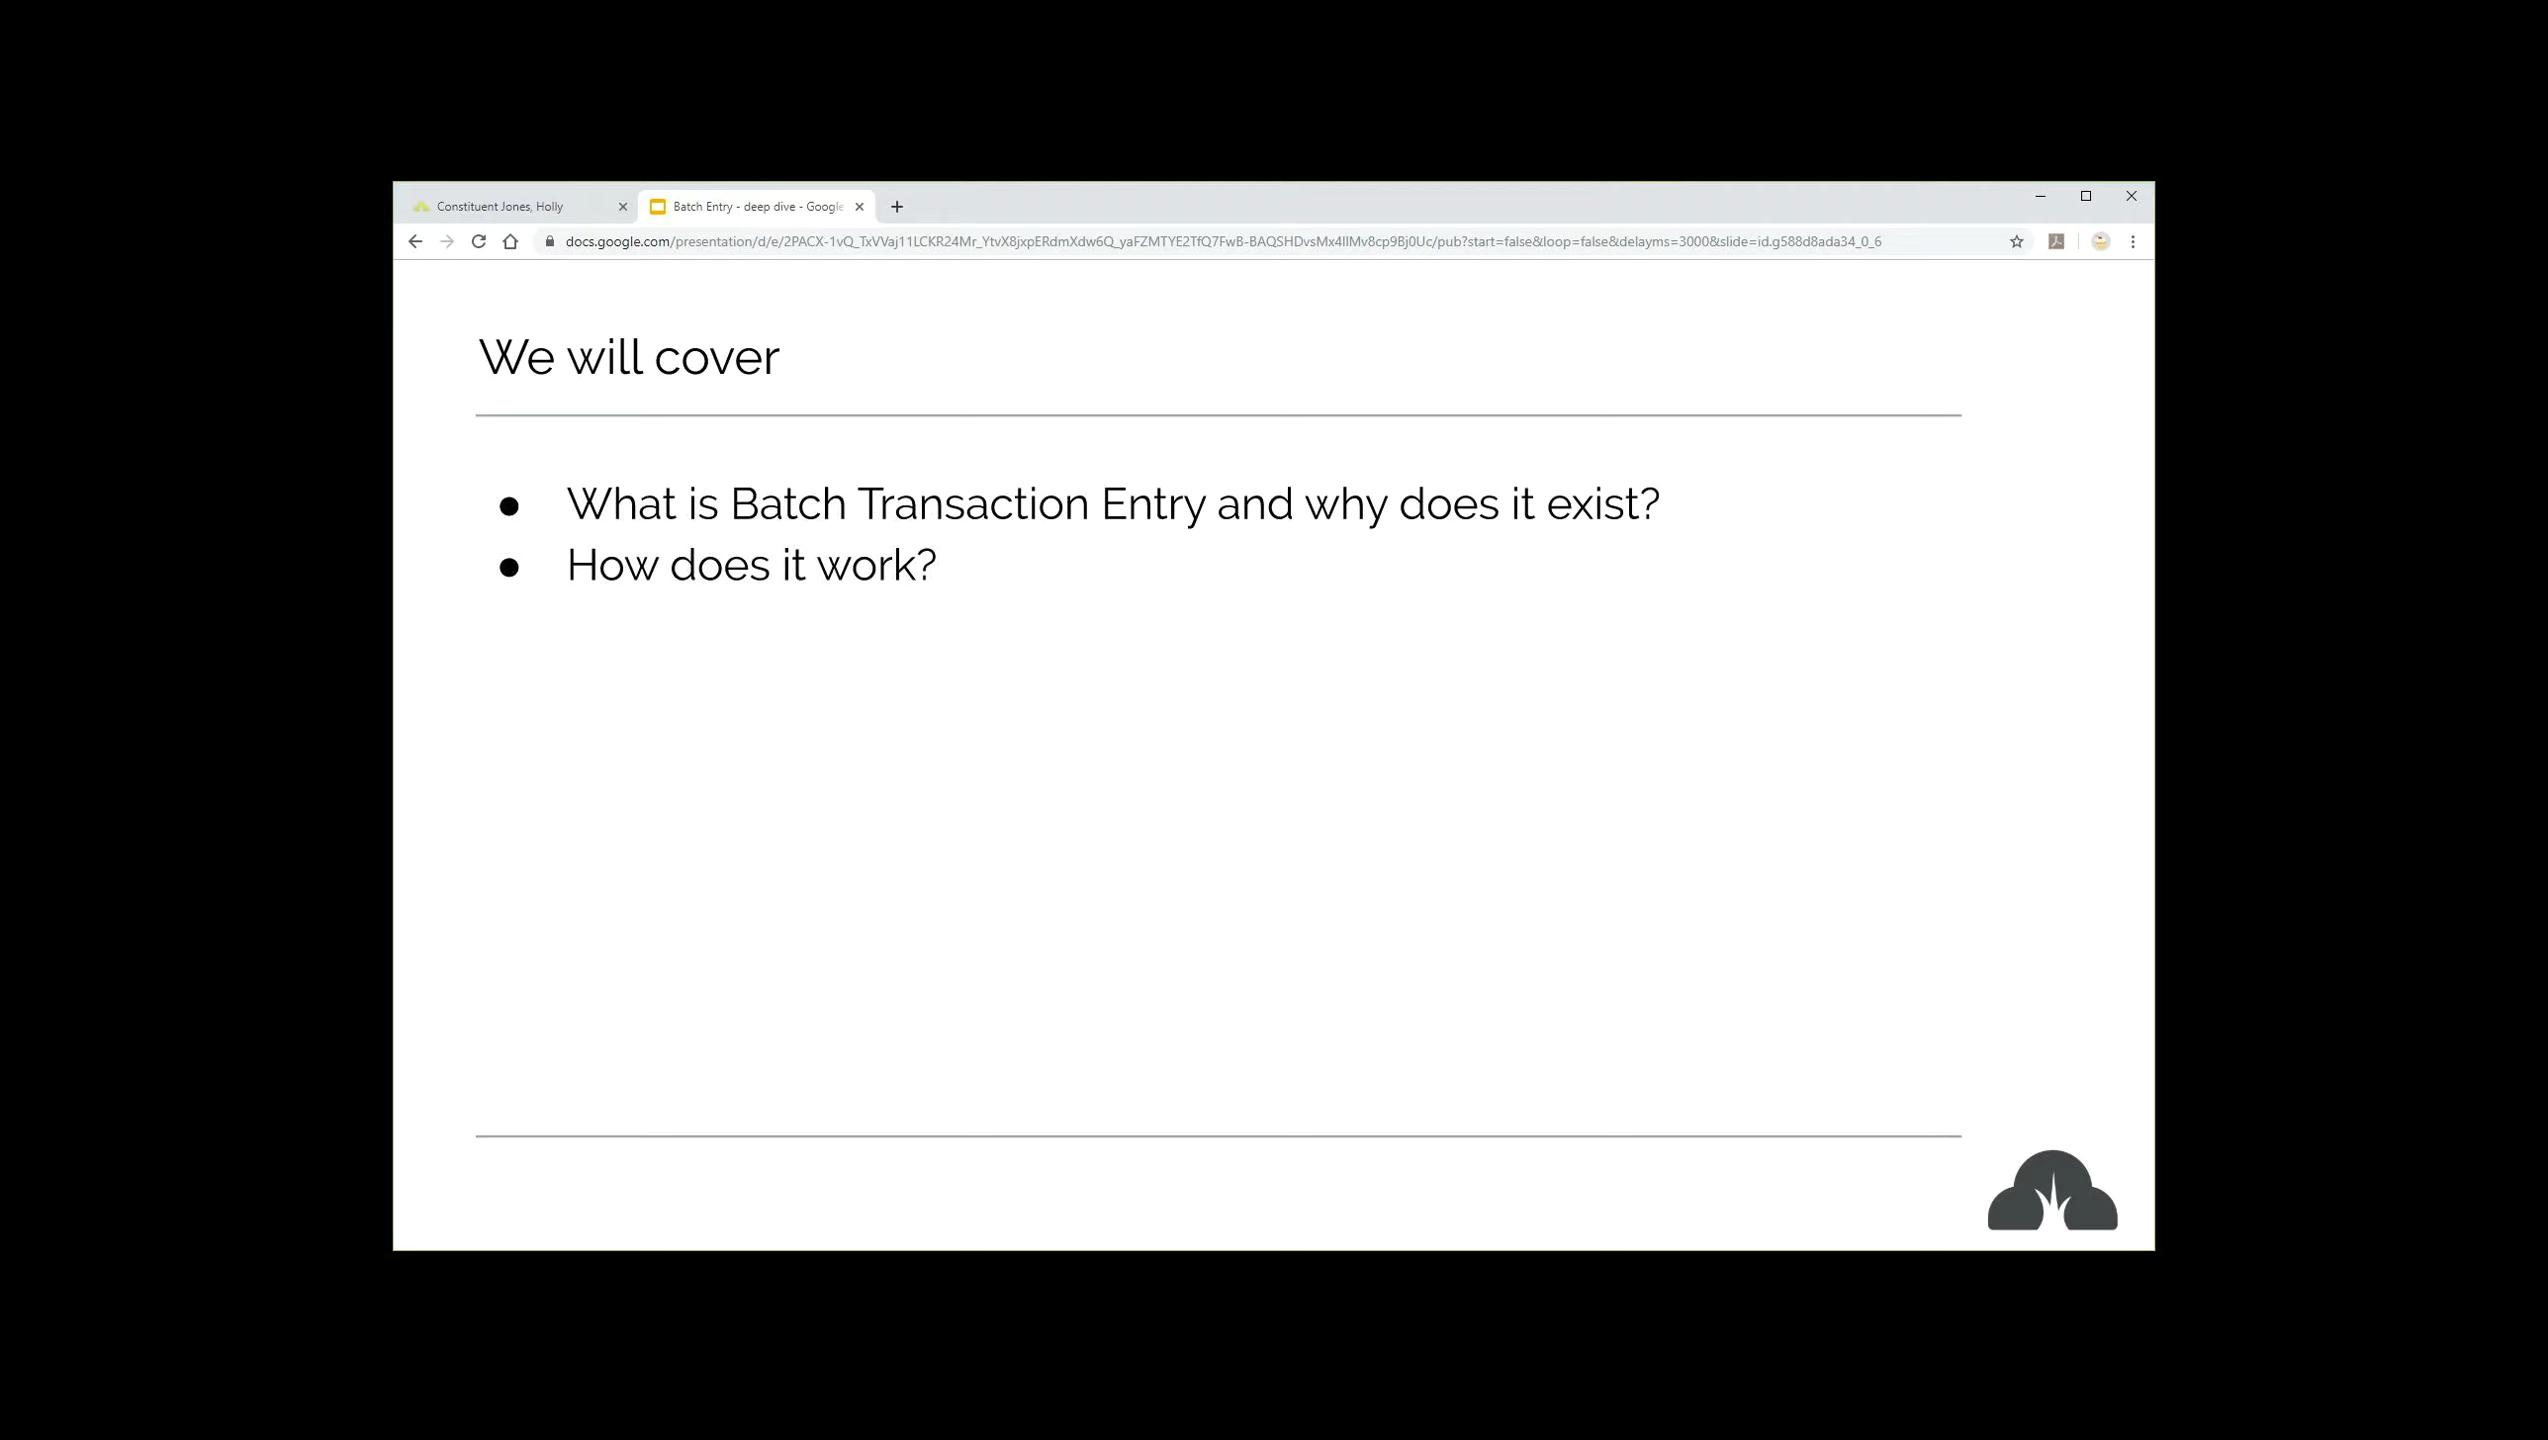 Constituent Jones, Holly
Batch Entry - deep dive - Google
docs.google.com/presentation/d/e/2PACX-1vQ_TxVVaj11LCKR24Mr_YtvX8jxpERdmXdw6Q_yaFZMTYE2TfQ7FwB-BAQSHDvsMx4IIMv8cp9Bj0Uc/pub?start=false&loop=false&delayms=3000&slide=id.g588d8ada34_0_6
We will cover
● What is Batch Transaction Entry and why does it exist?
● How does it work?